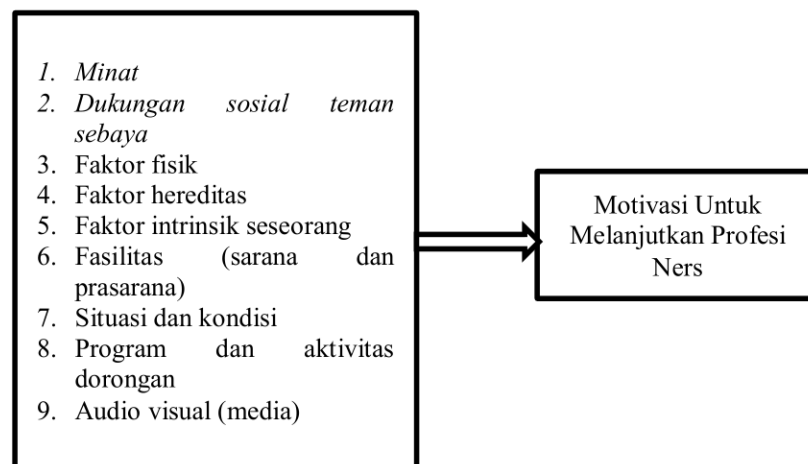 1. Minat
2. Dukungan sosial teman
sebaya
3. Faktor fisik
4. Faktor hereditas
5. Faktor intrinsik seseorang
6. Fasilitas (sarana dan
prasarana)
7. Situasi dan kondisi
8. Program dan aktivitas
dorongan
9. Audio visual (media)
Motivasi Untuk
Melanjutkan Profesi
Ners